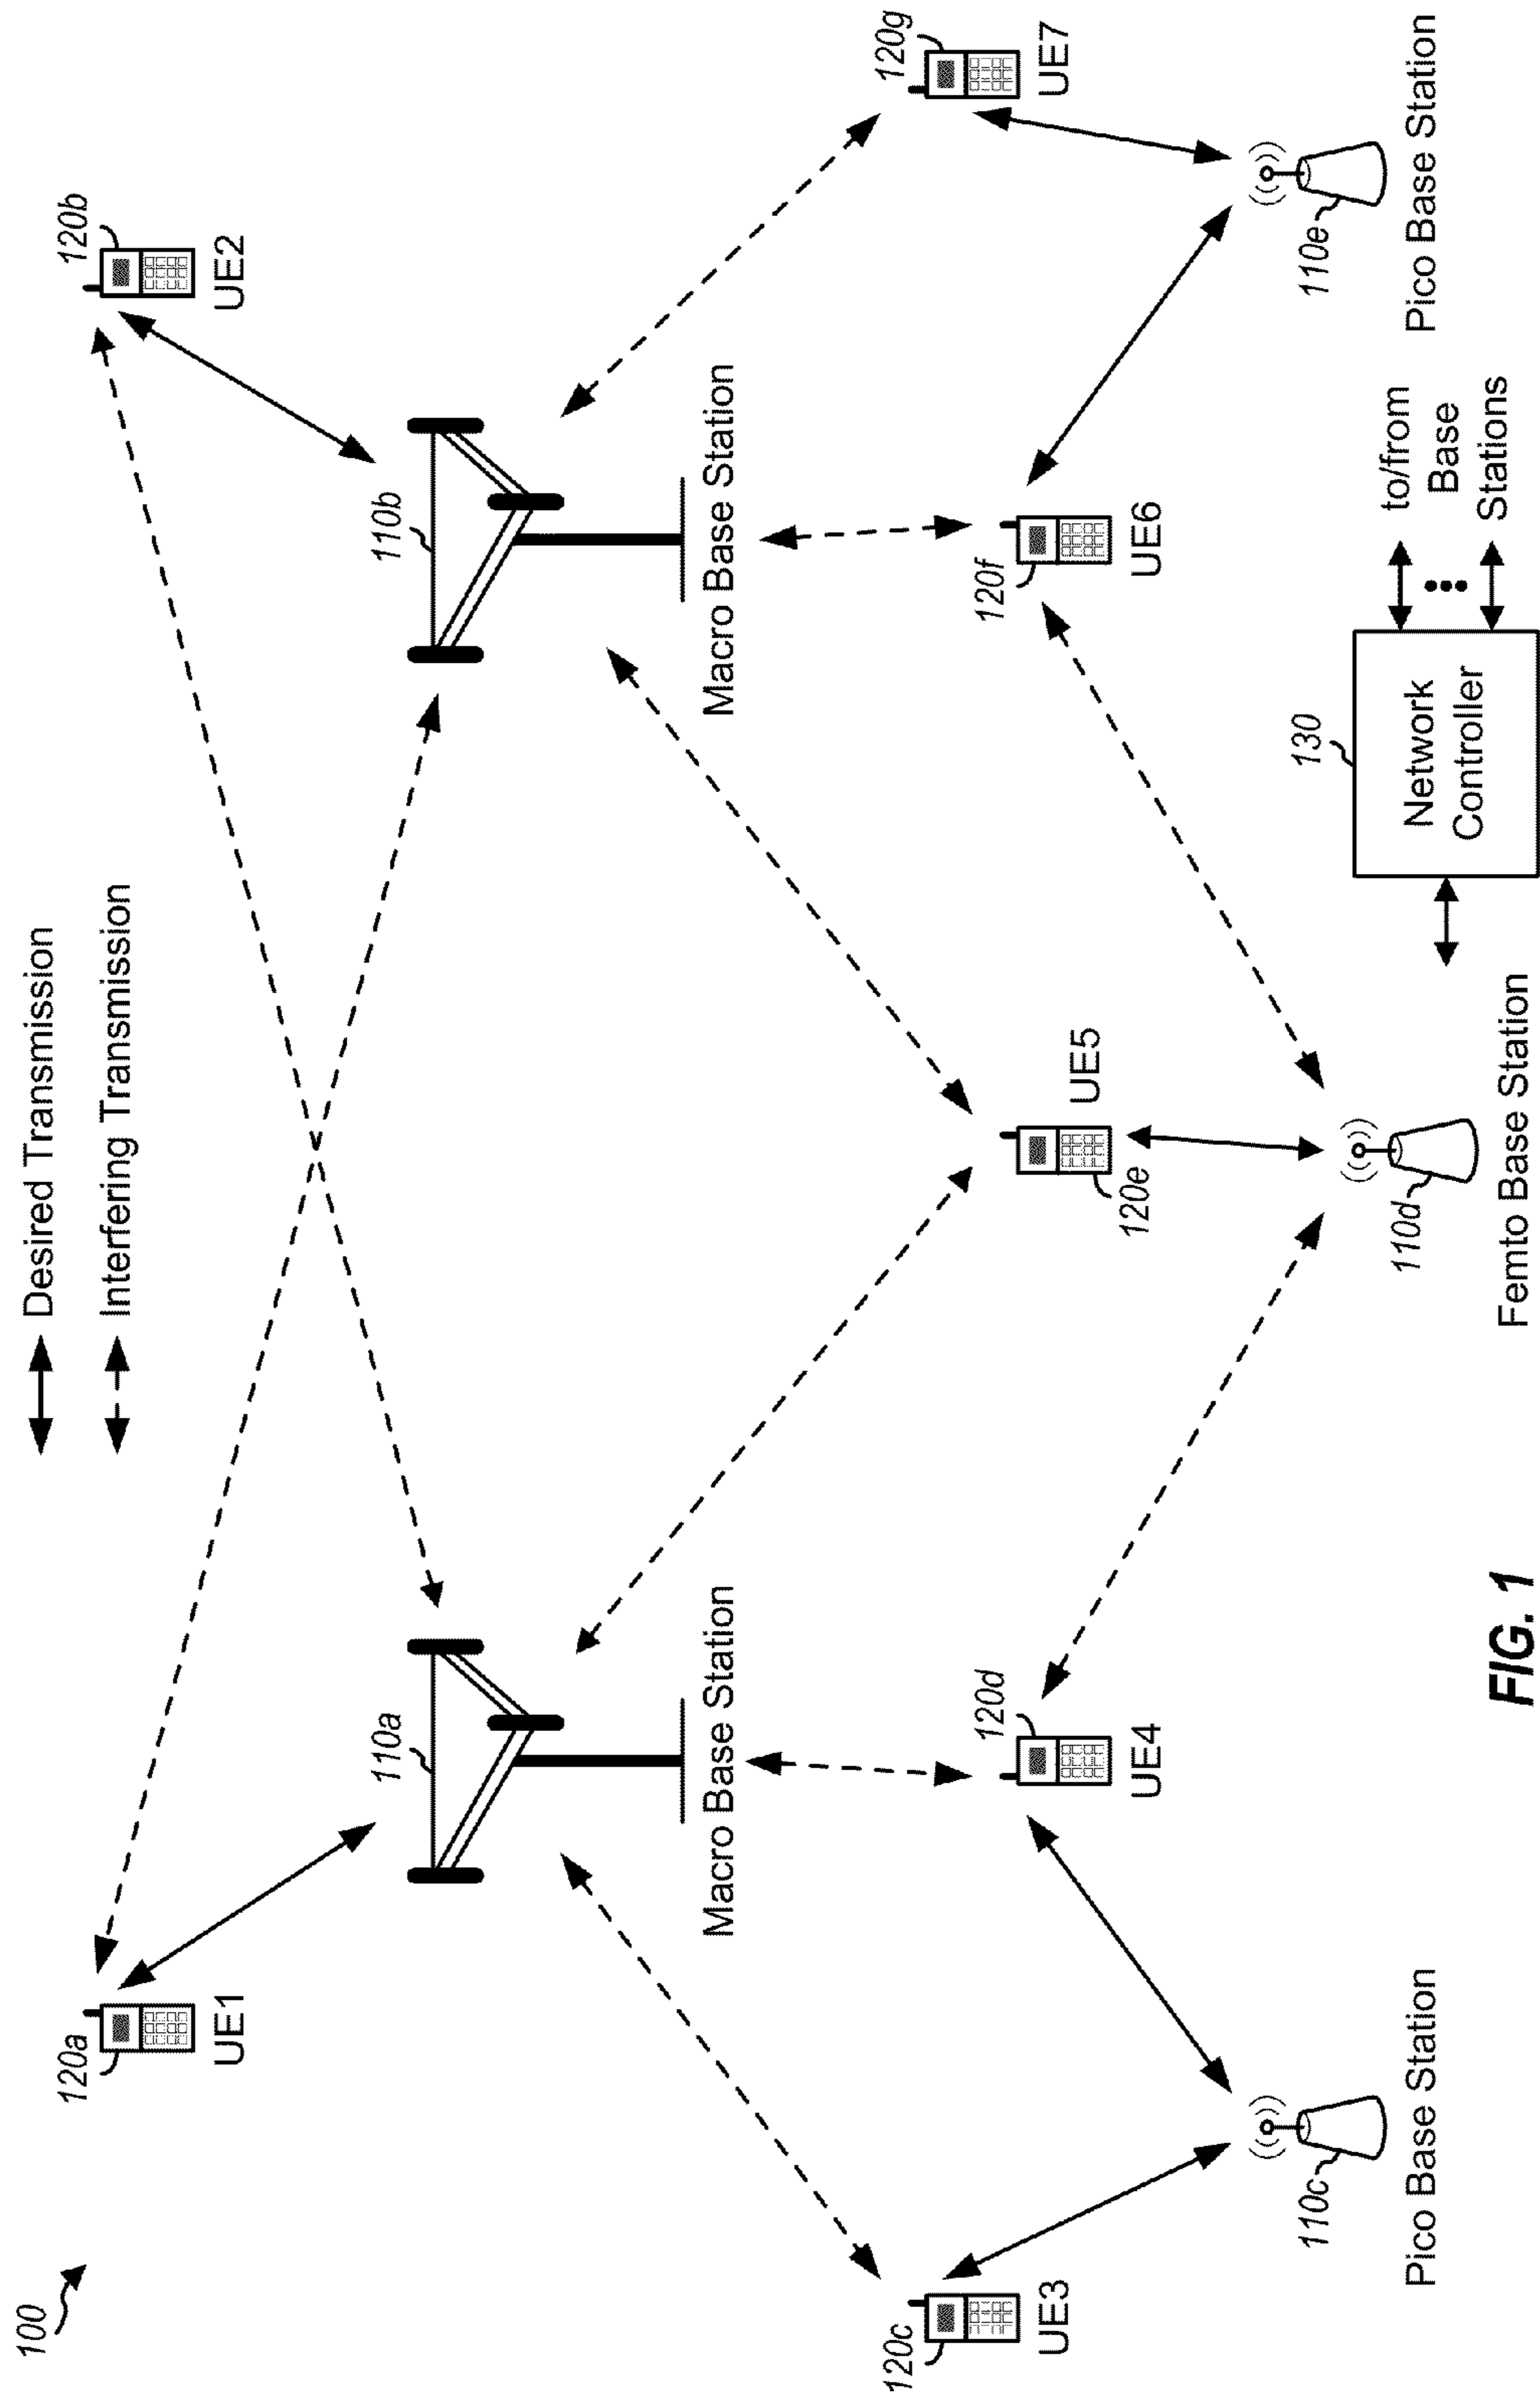 100
Desired Transmission
Interfering Transmission
120a
UE1
120b
UE2
110a
Macro Base Station
110b
Macro Base Station
120c
UE3
120d
UE4
120e
UE5
120f
UE6
120g
UE7
110c
Pico Base Station
110d
Femto Base Station
110e
Pico Base Station
130
Network
Controller
to/from
Base
Stations
FIG. 1